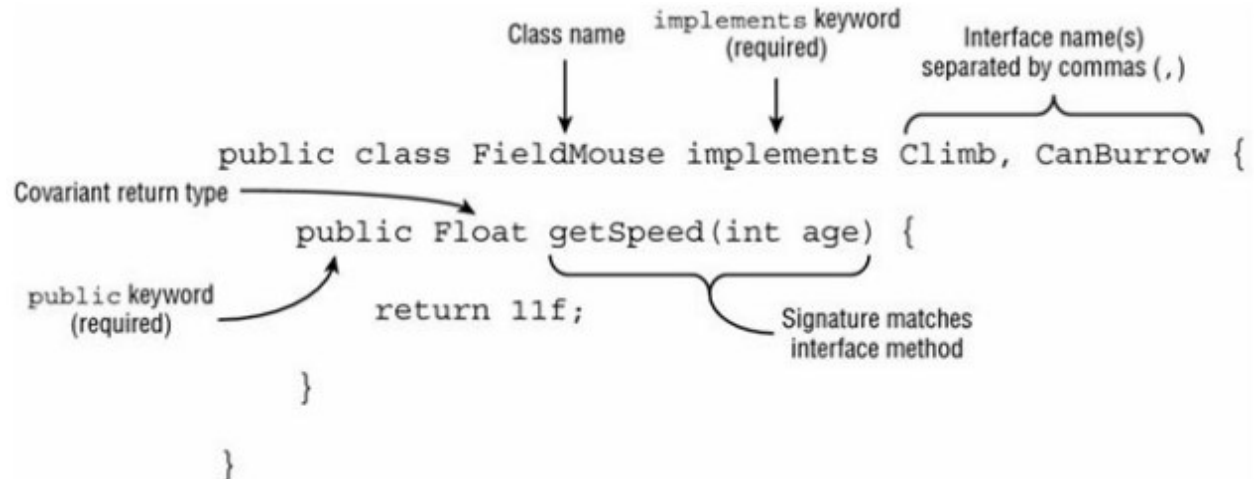 Class name
implements keyword
(required)
Interface name(s)
separated by commas (,)
public class FieldMouse implements Climb, CanBurrow {
Covariant return type
public Float getSpeed(int age) {
public keyword
(required)
return 11f;
Signature matches
interface method
}
}